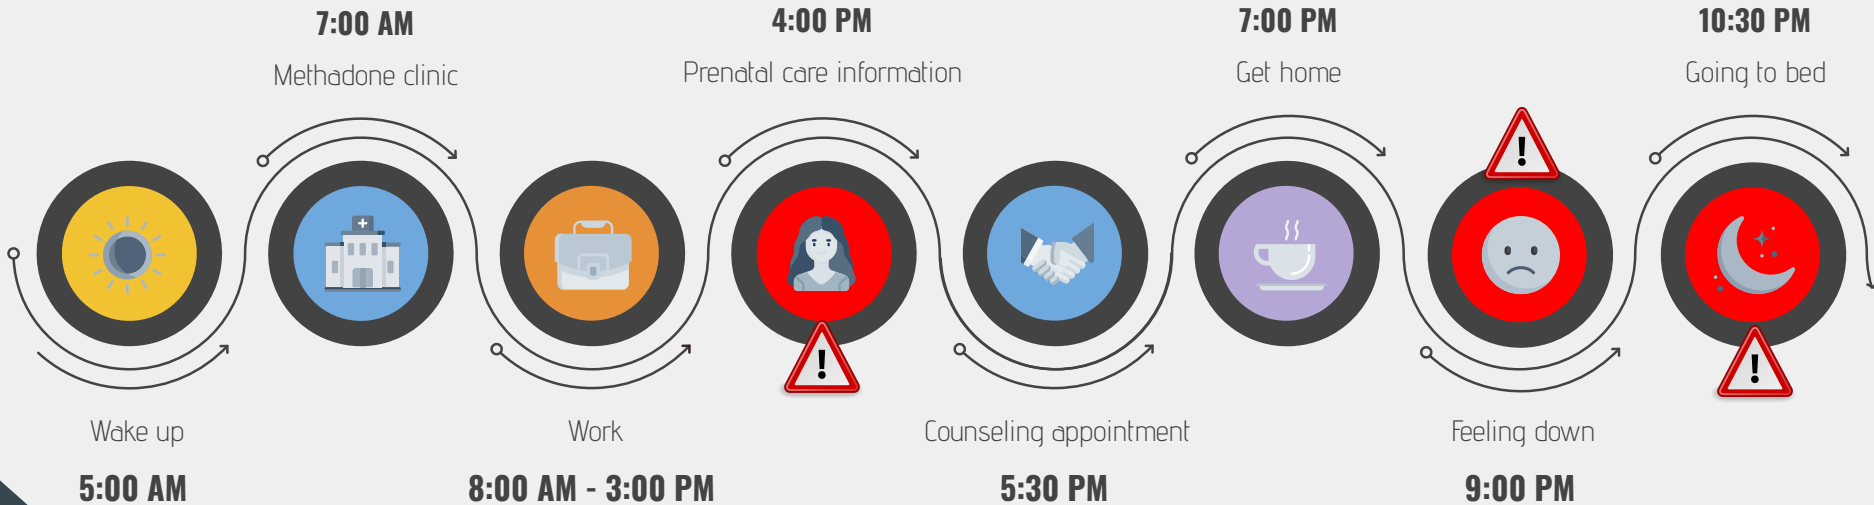 7:00 AM
Methadone clinic
4:00 PM
Prenatal care information
7:00 PM
Get home
10:30 PM
Going to bed
!
!
!
Wake up
5:00 AM
Work
8:00 AM - 3:00 PM
Counseling appointment
5:30 PM
Feeling down
9:00 PM